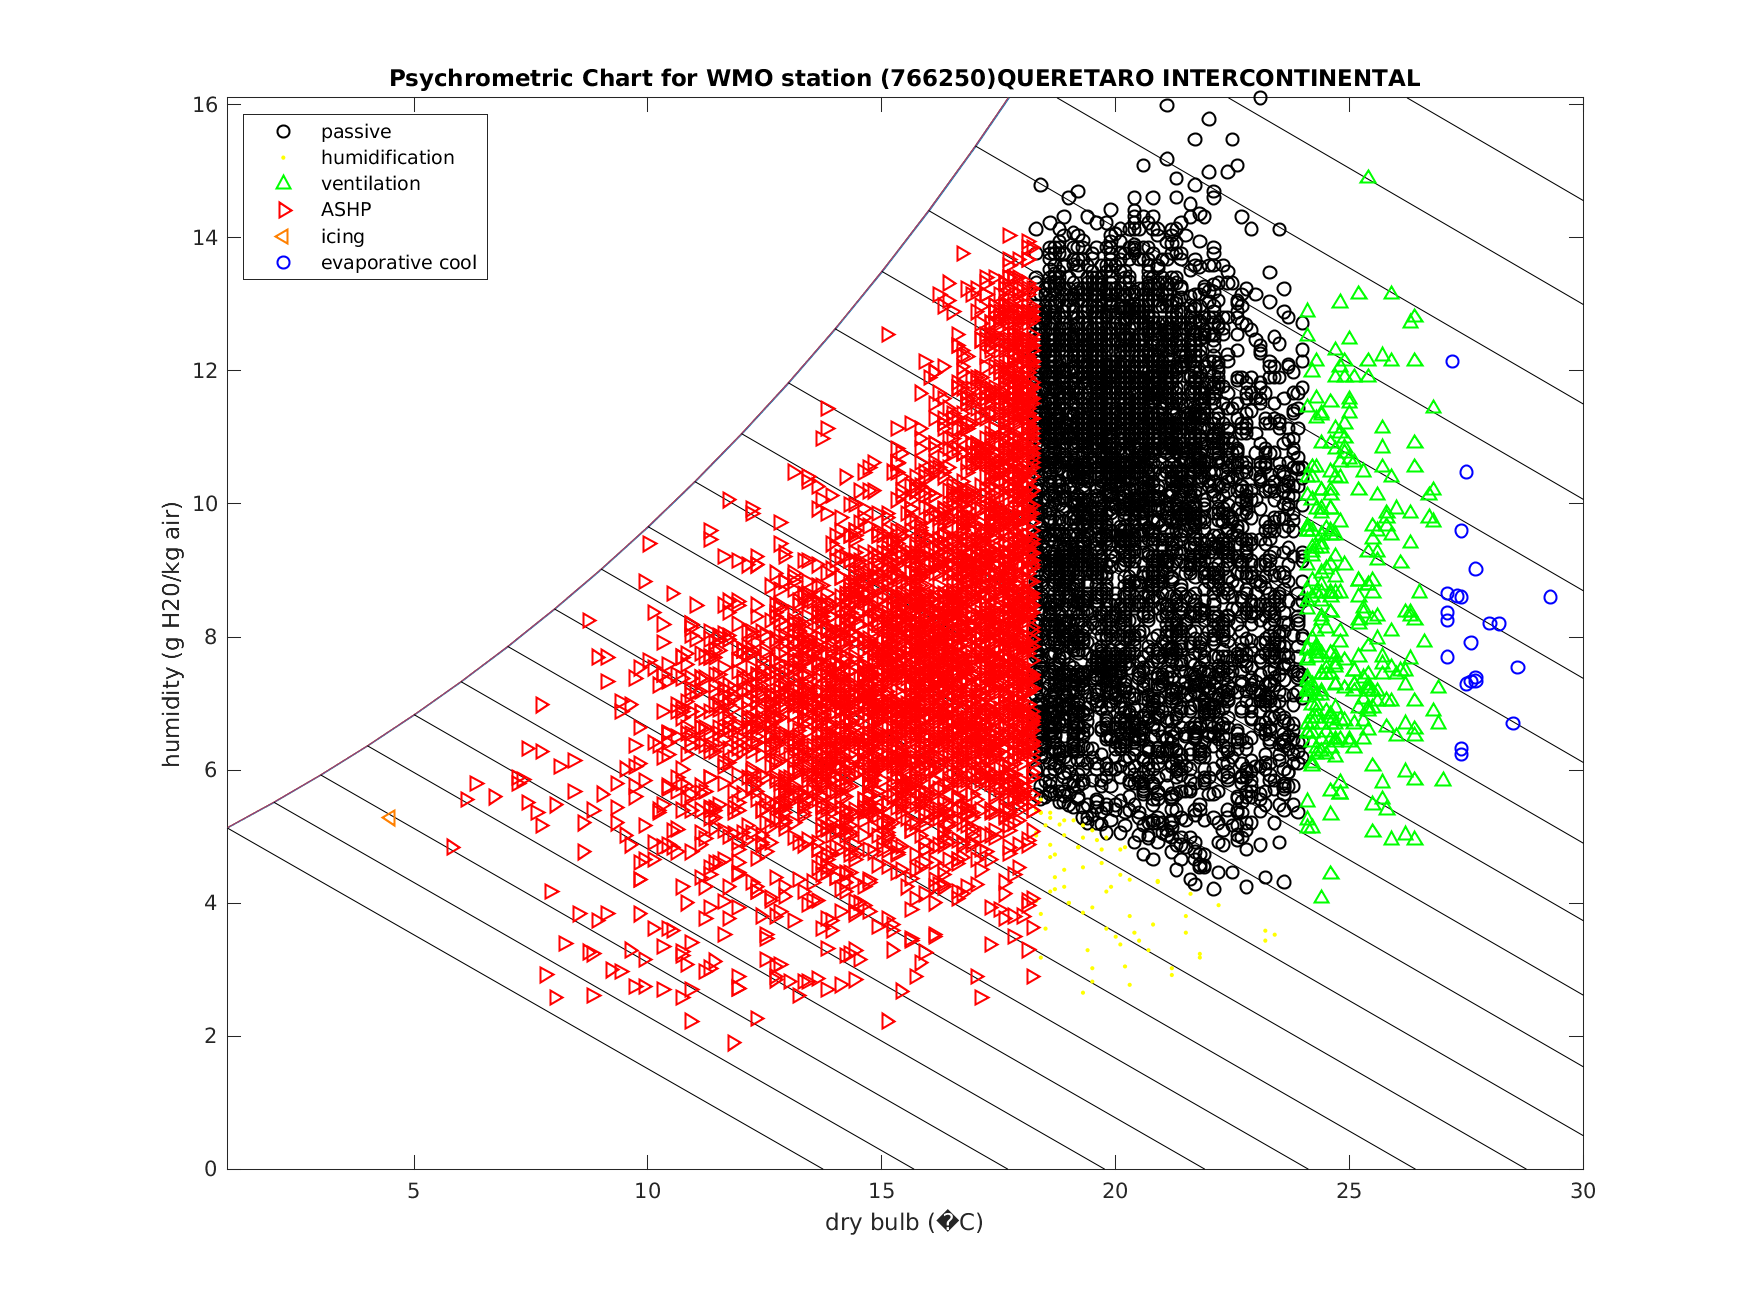 Psychrometric Chart for WMO station (766250)QUERETARO INTERCONTINENTAL
passive
humidification
ventilation
ASHP
icing
evaporative cool
humidity (g H20/kg air)
16
14
12
10
8
6
4
2
0
5
10
15
20
25
30
dry bulb (�C)